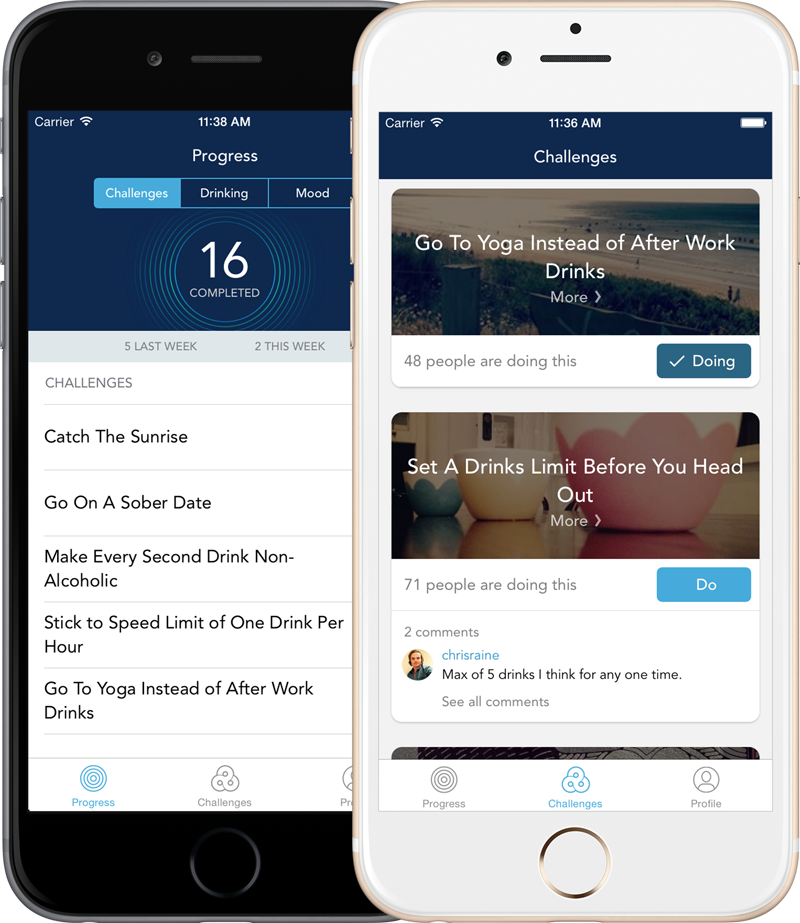 Carrier
11:38 AM
Progress
Challenges
Drinking
Mood
16
COMPLETED
5 LAST WEEK
2 THIS WEEK
CHALLENGES
Catch The Sunrise
Go On A Sober Date
Make Every Second Drink Non-
Alcoholic
Stick to Speed Limit of One Drink Per
Hour
Go To Yoga Instead of After Work
Drinks
Progress
Challenges
Carrier
11:36 AM
Challenges
Go To Yoga Instead of After Work
Drinks
More
48 people are doing this
Doing
Set A Drinks Limit Before You Head
Out
More
71 people are doing this
Do
2 comments
chrisraine
Max of 5 drinks I think for any one time.
See all comments
Progress
Challenges
Profile